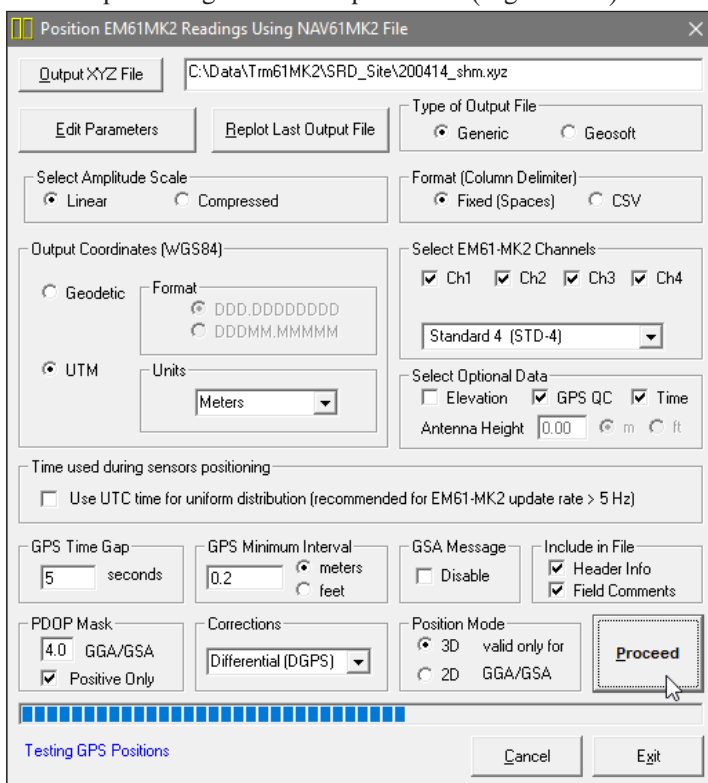 Position EM61MK2 Readings Using NAV61MK2 File
Output XYZ File
C:\Data\Trm61MK2\SRD_Site\200414_shm.xyz
Edit Parameters
Replot Last Output File
Type of Output File
Generic
Geosoft
Select Amplitude Scale
Linear
Compressed
Format (Column Delimiter)
Fixed (Spaces)
CSV
Output Coordinates (WGS84)
Geodetic
Format
DDD.DDDDDDDD
DDDMM.MMMMM
UTM
Units
Meters
Select EM61-MK2 Channels
Ch1
Ch2
Ch3
Ch4
Standard 4 (STD-4)
Select Optional Data
Elevation
GPS QC
Time
Antenna Height
0.00
m
ft
Time used during sensors positioning
Use UTC time for uniform distribution (recommended for EM61-MK2 update rate > 5 Hz)
GPS Time Gap
5
seconds
GPS Minimum Interval
0.2
meters
feet
GSA Message
Disable
Include in File
Header Info
Field Comments
PDOP Mask
4.0
GGA/GSA
Positive Only
Corrections
Differential (DGPS)
Position Mode
3D
2D
valid only for
GGA/GSA
Proceed
Testing GPS Positions
Cancel
Exit